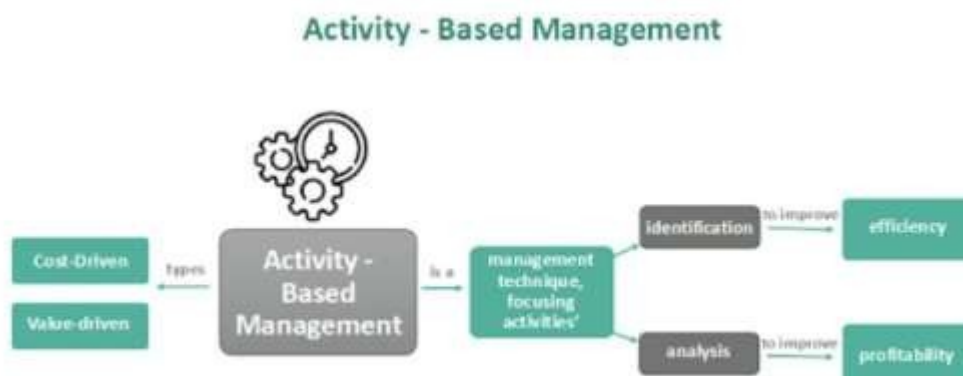 Activity - Based Management
Cost-Driven
Value-driven
types
Activity -
Based
Management
is a
management
technique,
focusing
activities'
identification
to improve
efficiency
analysis
to improve
profitability